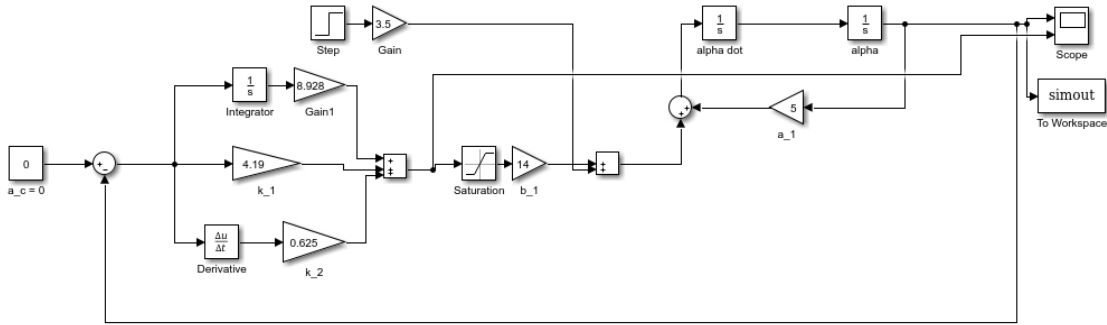 3.5
Step
Gain
1
s
alpha dot
1
s
alpha
Scope
1
s
Integrator
8.928
Gain1
5
a_1
simout
To Workspace
0
a_c = 0
4.19
k_1
Saturation
14
b_1
Δu
Δt
Derivative
0.625
k_2